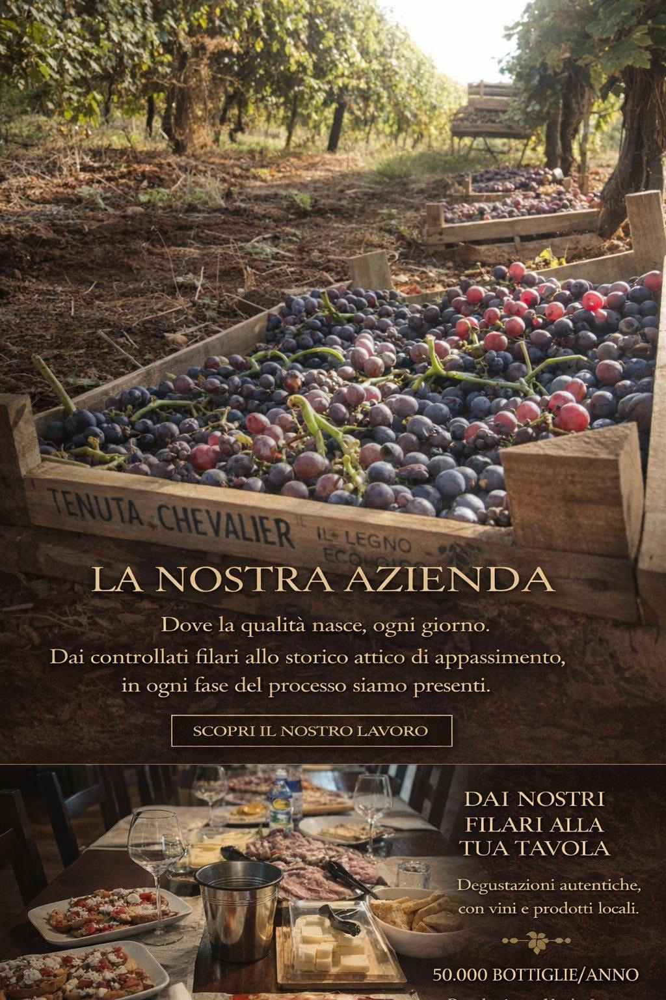 TENUTA CHEVALIER
IL LEGNO
LA NOSTRA AZIENDA
Dove la qualità nasce, ogni giorno.
Dai controllati filari allo storico attico di appassimento,
in ogni fase del processo siamo presenti.
SCOPRI IL NOSTRO LAVORO
DAI NOSTRI
FILARI ALLA
TUA TAVOLA
Degustazioni autentiche,
con vini e prodotti locali.
50.000 BOTTIGLIE/ANNO